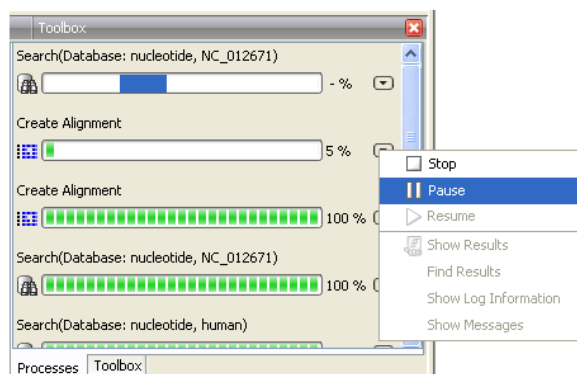 Toolbox
Search(Database: nucleotide, NC_012671)
- %
Create Alignment
5 %
Stop
Pause
Resume
Show Results
Find Results
Show Log Information
Show Messages
Create Alignment
100 %
Search(Database: nucleotide, NC_012671)
100 %
Search(Database: nucleotide, human)
Processes Toolbox